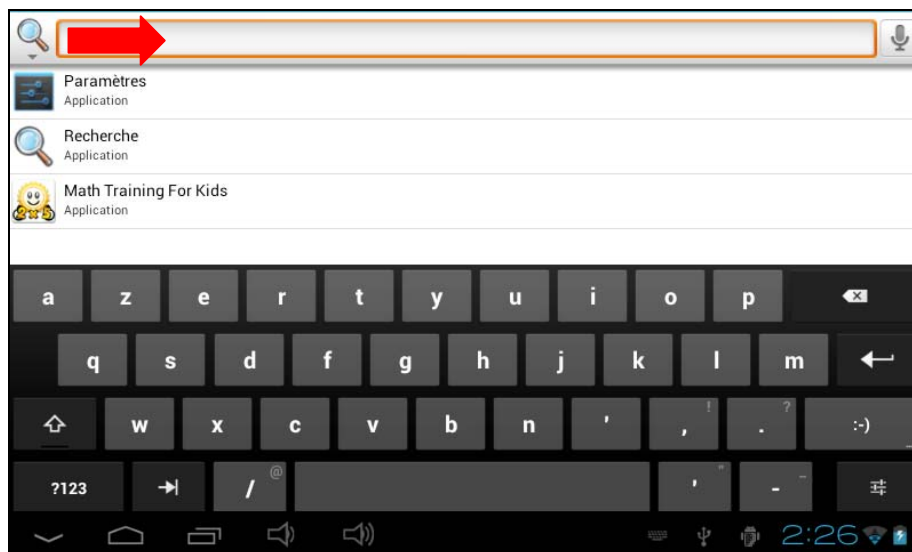 Paramètres
Application
Recherche
Application
Math Training For Kids
Application
a z e r t y u i o p
q s d f g h j k l m
w x c v b n ' , ! . ? :-)
?123 / @ ' " - _
2:26